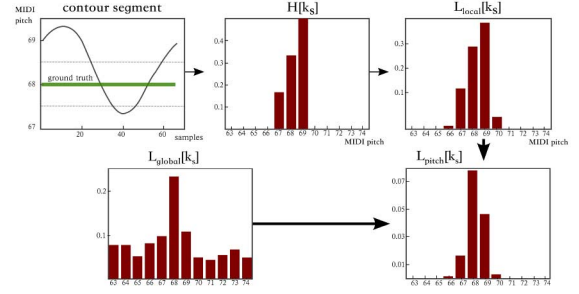 MIDI pitch
contour segment
69
68
67
ground truth
20
40
60
samples
H[kₛ]
0.4
0.3
0.2
0.1
63 64 65 66 67 68 69 70 71 72 73 74
MIDI pitch
L_local[kₛ]
0.3
0.2
0.1
63 64 65 66 67 68 69 70 71 72 73 74
MIDI pitch
L_global[kₛ]
0.2
0.1
63 64 65 66 67 68 69 70 71 72 73 74
L_pitch[kₛ]
0.07
0.05
0.03
0.01
63 64 65 66 67 68 69 70 71 72 73 74